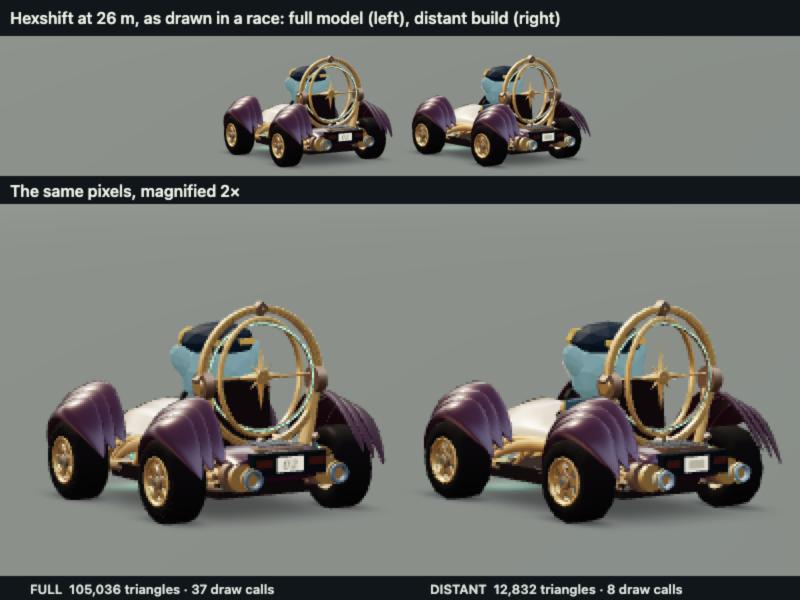 Hexshift at 26 m, as drawn in a race: full model (left), distant build (right)
The same pixels, magnified 2×
FULL 105,036 triangles · 37 draw calls
DISTANT 12,832 triangles · 8 draw calls